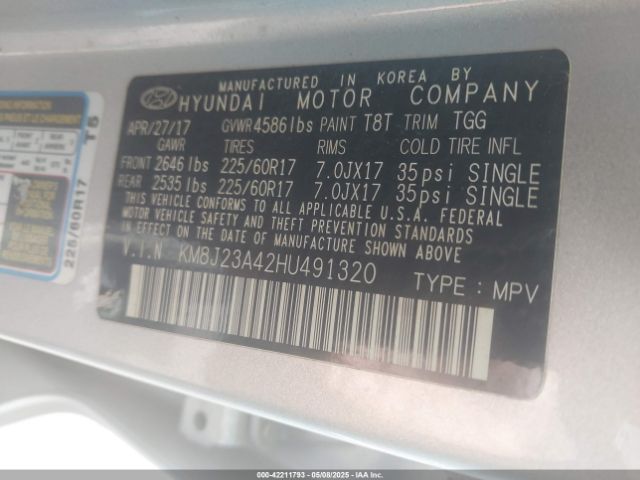 MANUFACTURED IN KOREA BY
HYUNDAI MOTOR COMPANY
APR/27/17 GVWR 4586 lbs PAINT T8T TRIM TGG
GAWR TIRES RIMS COLD TIRE INFL
FRONT 2646 lbs 225/60R17 7.0JX17 35psi SINGLE
REAR 2535 lbs 225/60R17 7.0JX17 35psi SINGLE
THIS VEHICLE CONFORMS TO ALL APPLICABLE U.S.A. FEDERAL
MOTOR VEHICLE SAFETY AND THEFT PREVENTION STANDARDS
IN EFFECT ON THE DATE OF MANUFACTURE SHOWN ABOVE
V.I.N KM8J23A42HU491320
TYPE : MPV
225/60R17
000-42211793 - 05/08/2025 - IAA Inc.